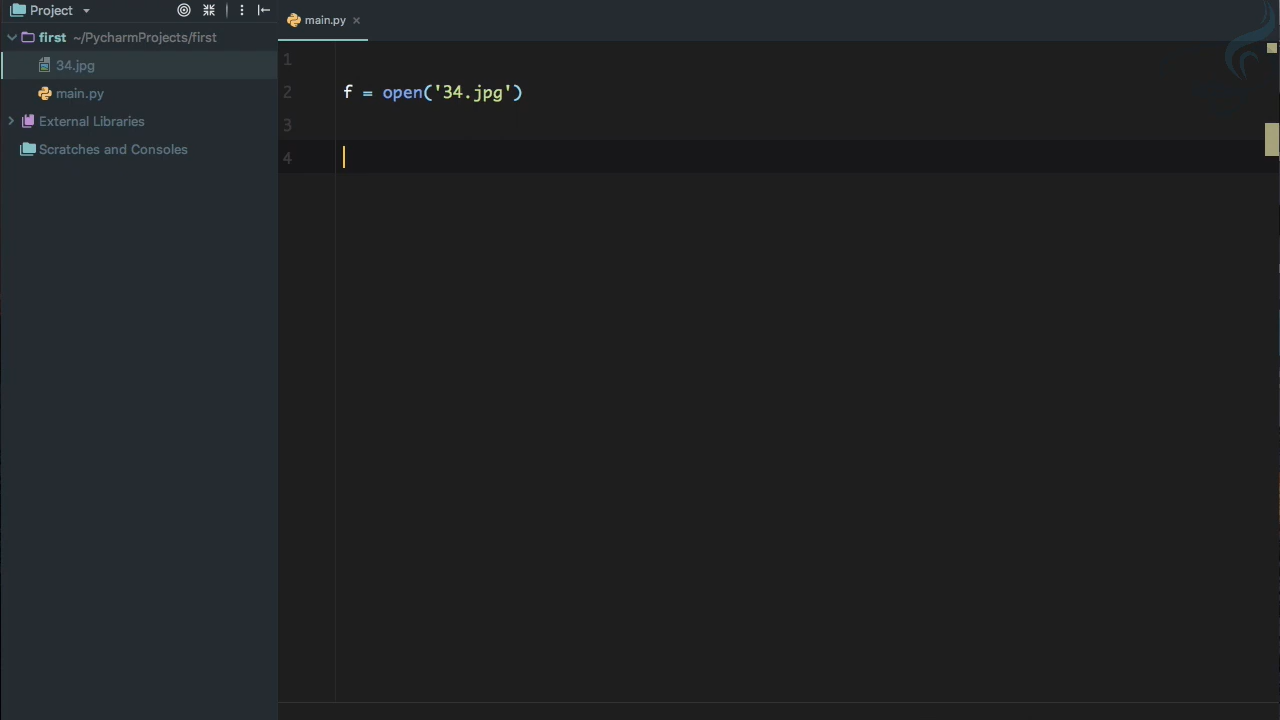 Project
first ~/PycharmProjects/first
34.jpg
main.py
External Libraries
Scratches and Consoles
main.py
1
2 f = open('34.jpg')
3
4